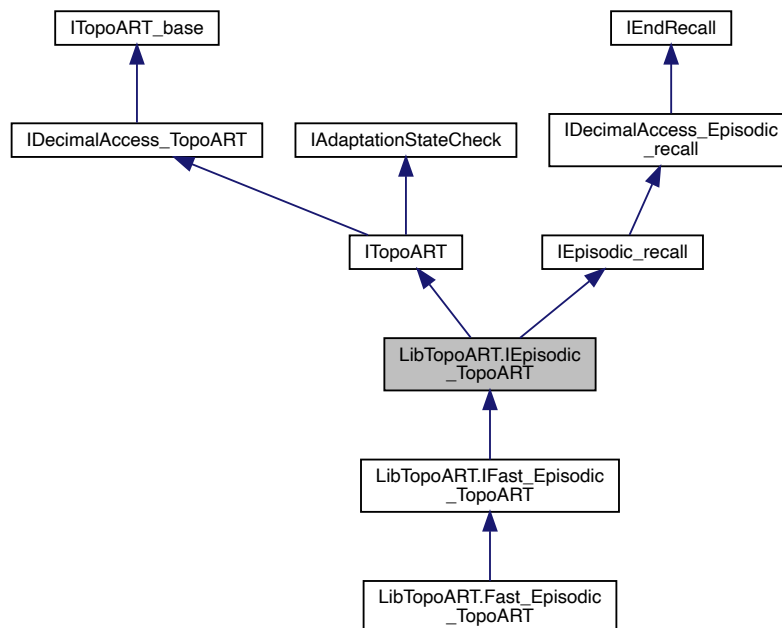 ITopoART_base
IEndRecall
IDecimalAccess_TopoART
IAdaptationStateCheck
IDecimalAccess_Episodic
_recall
ITopoART
IEpisodic_recall
LibTopoART.IEpisodic
_TopoART
LibTopoART.IFast_Episodic
_TopoART
LibTopoART.Fast_Episodic
_TopoART